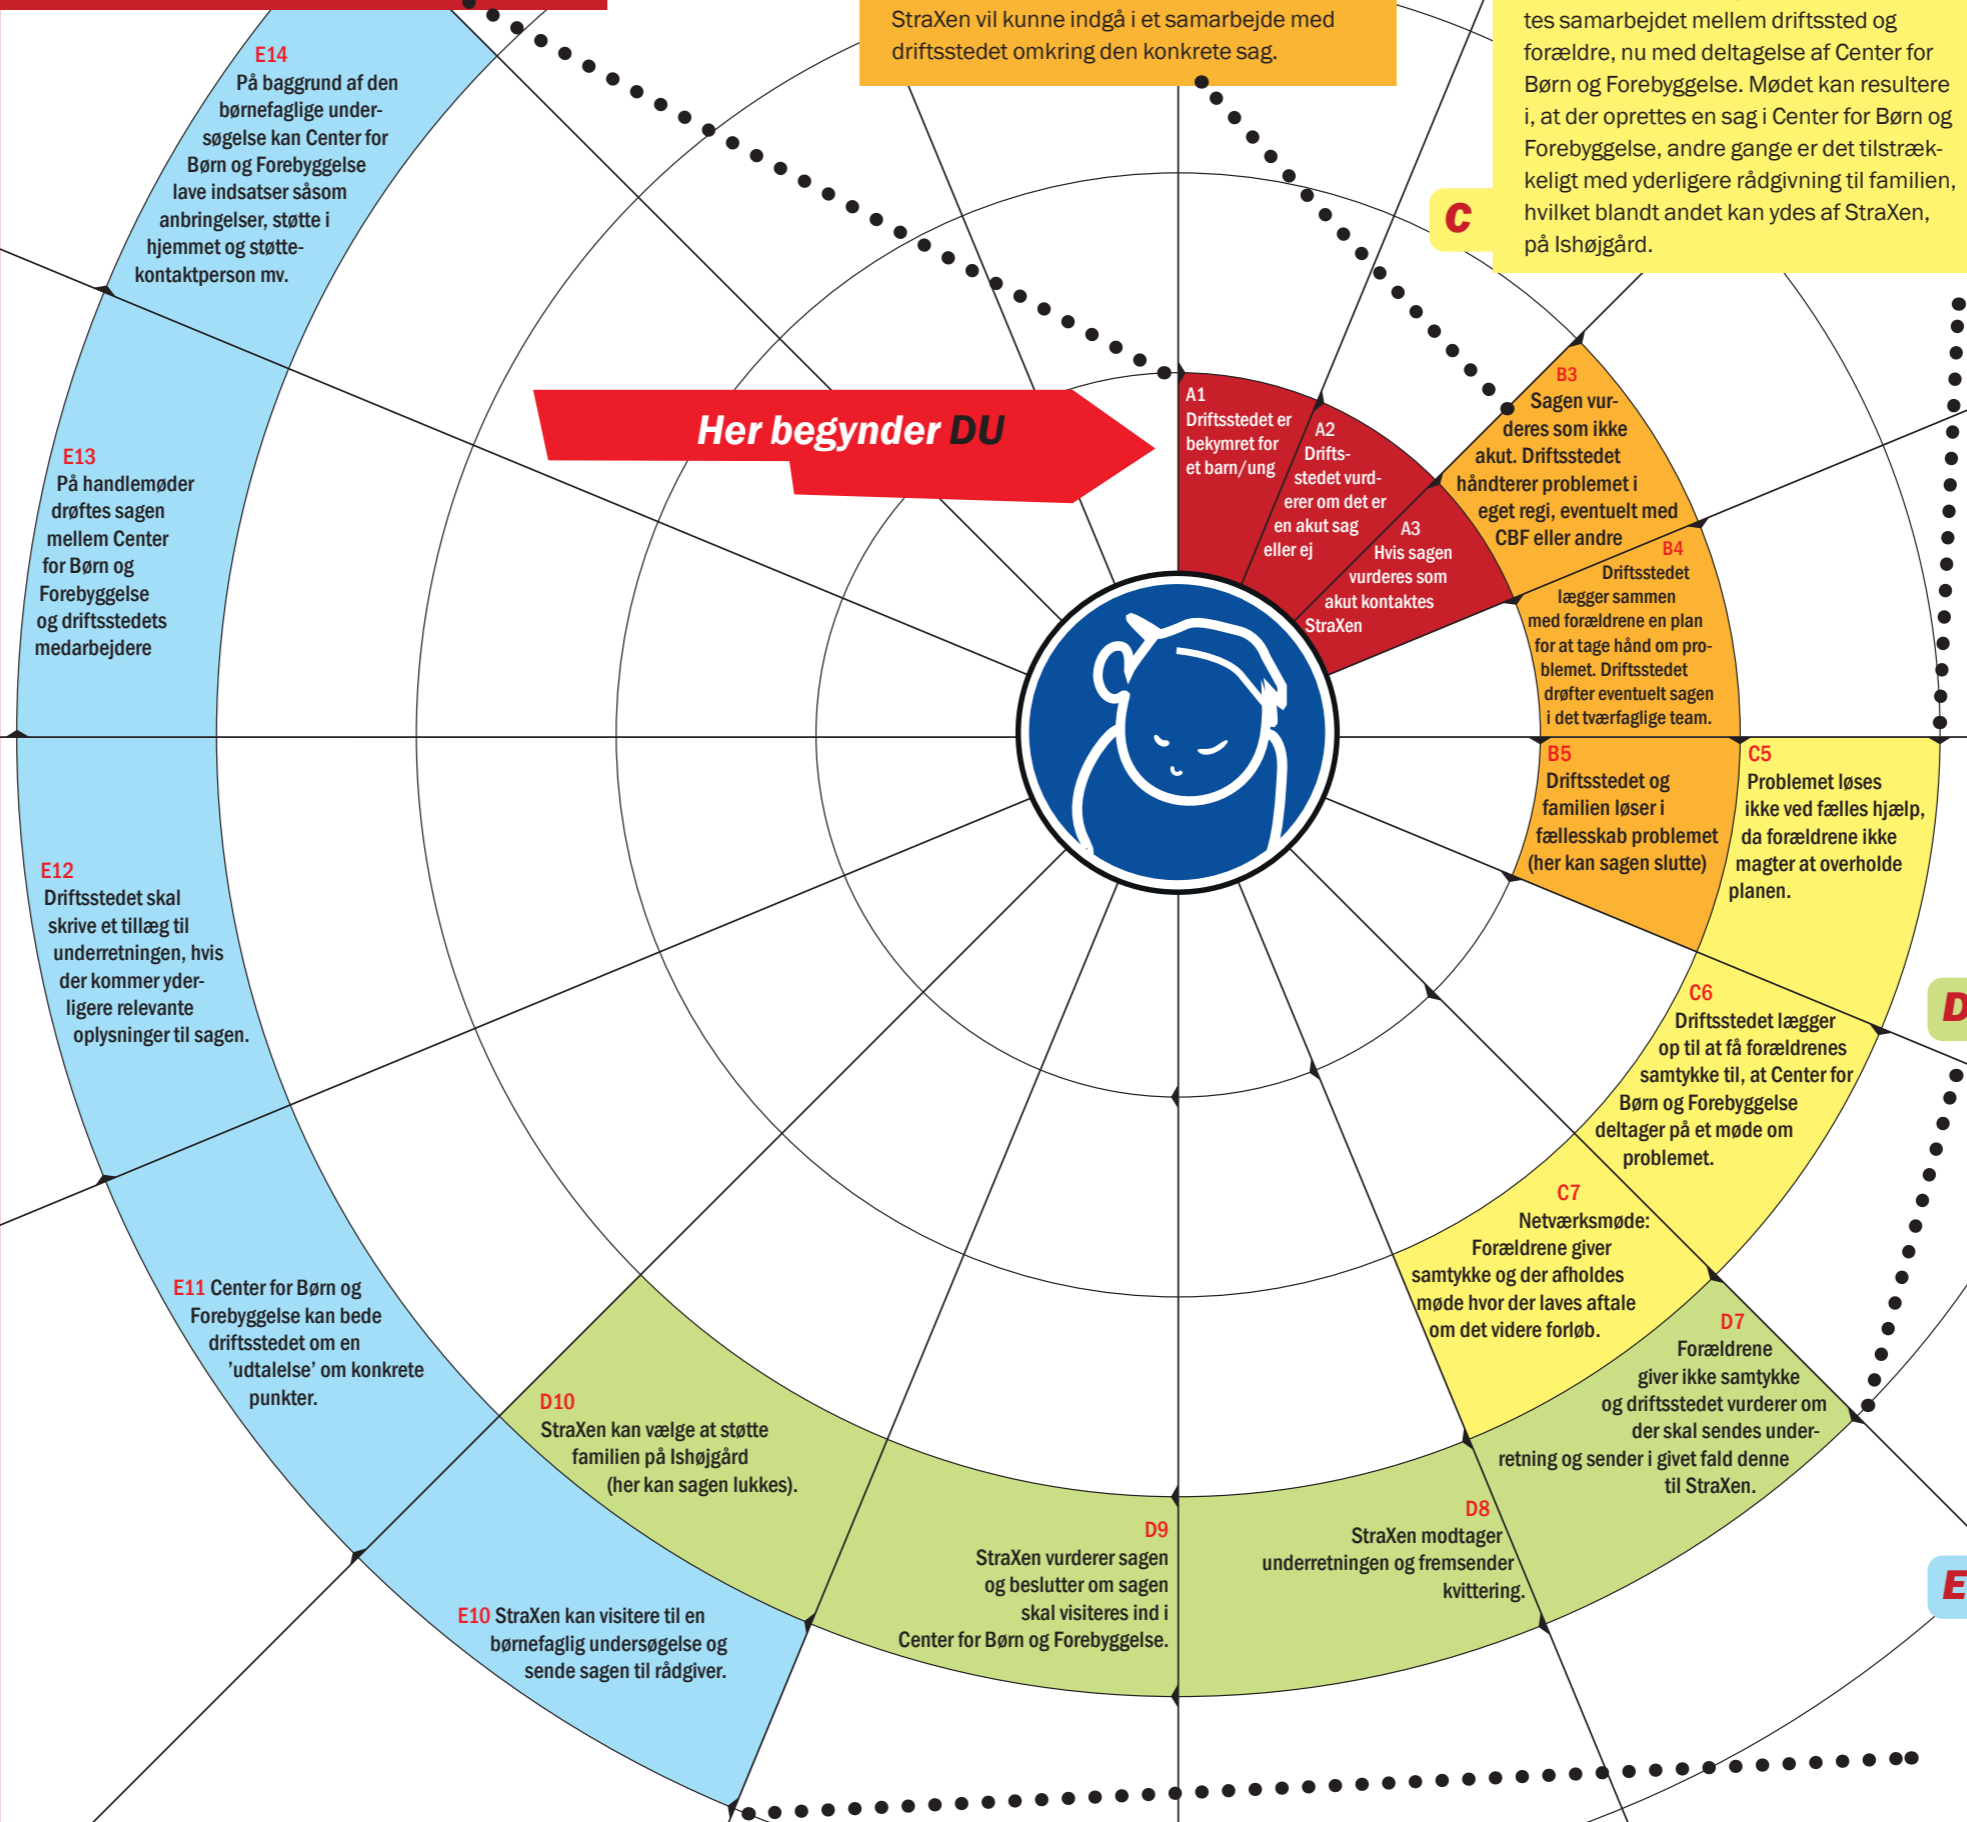 StraXen vil kunne indgå i et samarbejde med
driftsstedet omkring den konkrete sag.
tes samarbejdet mellem driftssted og
forældre, nu med deltagelse af Center for
Børn og Forebyggelse. Mødet kan resultere
i, at der oprettes en sag i Center for Børn og
Forebyggelse, andre gange er det tilstræk-
keligt med yderligere rådgivning til familien,
hvilket blandt andet kan ydes af StraXen,
på Ishøjgård.
C
Her begynder DU
A1
Driftsstedet er
bekymret for
et barn/ung
A2
Drifts-
stedet vurd-
erer om det er
en akut sag
eller ej
A3
Hvis sagen
vurderes som
akut kontaktes
StraXen
B3
Sagen vur-
deres som ikke
akut. Driftsstedet
håndterer problemet i
eget regi, eventuelt med
CBF eller andre
B4
Driftsstedet
lægger sammen
med forældrene en plan
for at tage hånd om pro-
blemet. Driftsstedet
drøfter eventuelt sagen
i det tværfaglige team.
B5
Driftsstedet og
familien løser i
fællesskab problemet
(her kan sagen slutte)
C5
Problemet løses
ikke ved fælles hjælp,
da forældrene ikke
magter at overholde
planen.
C6
Driftsstedet lægger
op til at få forældrenes
samtykke til, at Center for
Børn og Forebyggelse
deltager på et møde om
problemet.
C7
Netværksmøde:
Forældrene giver
samtykke og der afholdes
møde hvor der laves aftale
om det videre forløb.
D
D7
Forældrene
giver ikke samtykke
og driftsstedet vurderer om
der skal sendes under-
retning og sender i givet fald denne
til StraXen.
D8
StraXen modtager
underretningen og fremsender
kvittering.
D9
StraXen vurderer sagen
og beslutter om sagen
skal visiteres ind i
Center for Børn og Forebyggelse.
D10
StraXen kan vælge at støtte
familien på Ishøjgård
(her kan sagen lukkes).
E
E10 StraXen kan visitere til en
børnefaglig undersøgelse og
sende sagen til rådgiver.
E11 Center for Børn og
Forebyggelse kan bede
driftsstedet om en
’udtalelse’ om konkrete
punkter.
E12
Driftsstedet skal
skrive et tillæg til
underretningen, hvis
der kommer yder-
ligere relevante
oplysninger til sagen.
E13
På handlemøder
drøftes sagen
mellem Center
for Børn og
Forebyggelse
og driftsstedets
medarbejdere
E14
På baggrund af den
børnefaglige under-
søgelse kan Center for
Børn og Forebyggelse
lave indsatser såsom
anbringelser, støtte i
hjemmet og støtte-
kontaktperson mv.